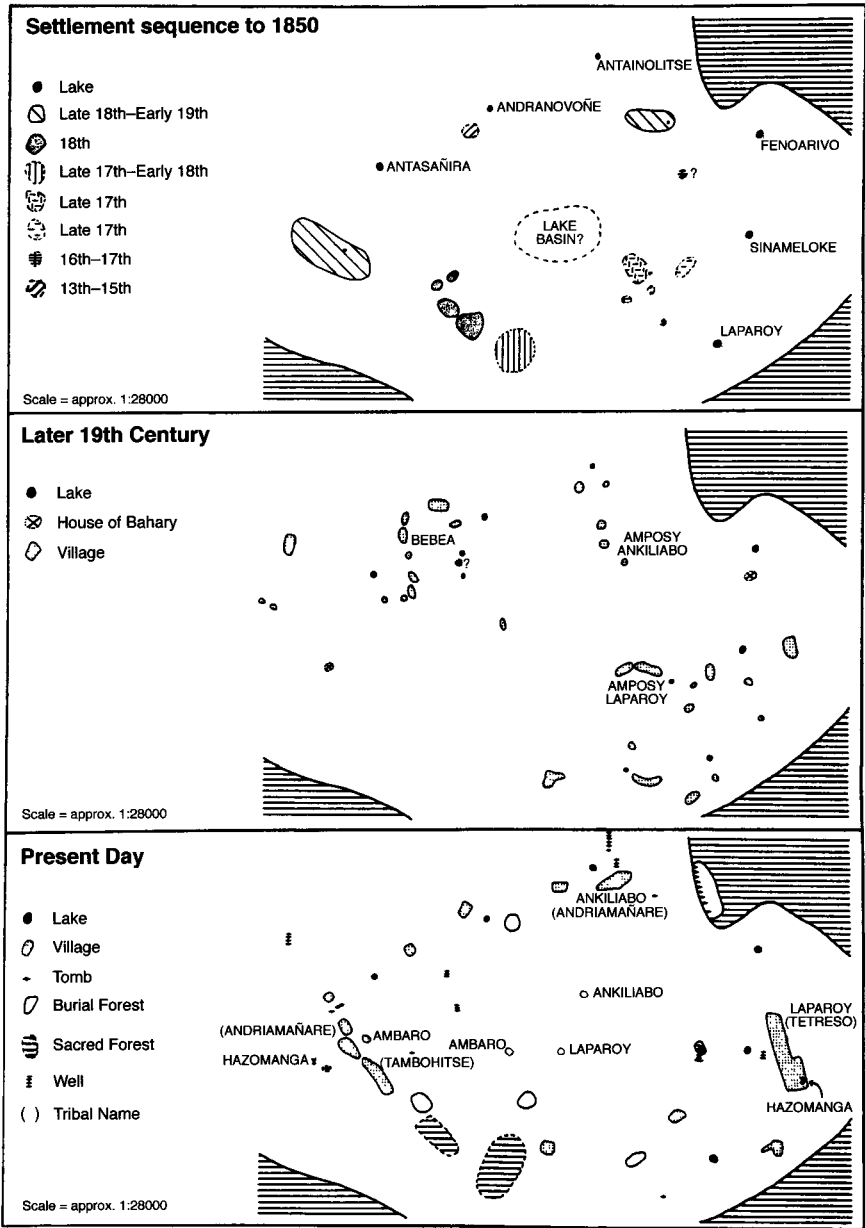 Settlement sequence to 1850
Lake
Late 18th–Early 19th
18th
Late 17th–Early 18th
Late 17th
Late 17th
16th–17th
13th–15th
Scale = approx. 1:28000
ANTAINOLITSE
ANDRANOVOÑE
FENOARIVO
ANTASAÑIRA
?
LAKE
BASIN?
SINAMELOKE
LAPAROY
Later 19th Century
Lake
House of Bahary
Village
Scale = approx. 1:28000
BEBEA
?
AMPOSY
ANKILIABO
AMPOSY
LAPAROY
Present Day
Lake
Village
Tomb
Burial Forest
Sacred Forest
Well
( ) Tribal Name
Scale = approx. 1:28000
ANKILIABO
(ANDRIAMAÑARE)
ANKILIABO
LAPAROY
(TETRESO)
(ANDRIAMAÑARE)
AMBARO
AMBARO
LAPAROY
HAZOMANGA
(TAMBOHITSE)
HAZOMANGA